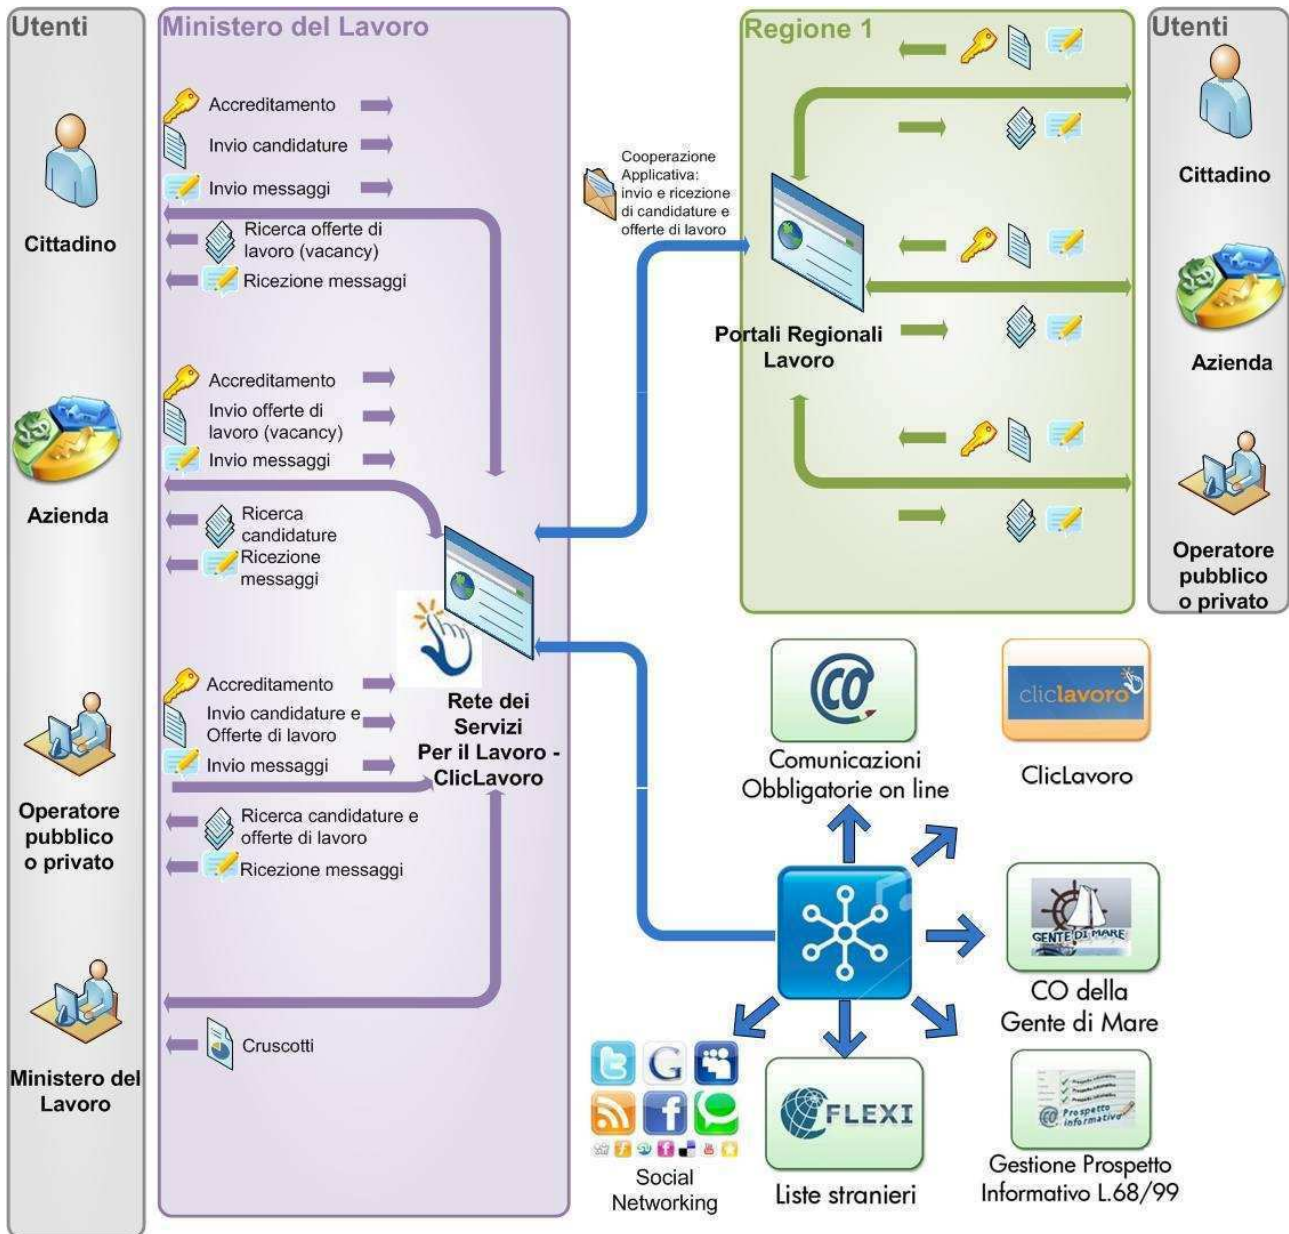 Utenti
Cittadino
Azienda
Operatore
pubblico
o privato
Ministero del
Lavoro
Ministero del Lavoro
Accreditamento
Invio candidature
Invio messaggi
Ricerca offerte di
lavoro (vacancy)
Ricezione messaggi
Accreditamento
Invio offerte di
lavoro (vacancy)
Invio messaggi
Ricerca
candidature
Ricezione
messaggi
Accreditamento
Invio candidature e
Offerte di lavoro
Invio messaggi
Ricerca candidature e
offerte di lavoro
Ricezione messaggi
Cruscotti
Rete dei
Servizi
Per il Lavoro -
ClicLavoro
Cooperazione
Applicativa:
invio e ricezione
di candidature e
offerte di lavoro
Regione 1
Portali Regionali
Lavoro
Utenti
Cittadino
Azienda
Operatore
pubblico
o privato
CO
Comunicazioni
Obbligatorie on line
cliclavoro
ClicLavoro
GENTE DI MARE
CO della
Gente di Mare
Prospetto
informativo
Gestione Prospetto
Informativo L.68/99
FLEXI
Liste stranieri
Social
Networking